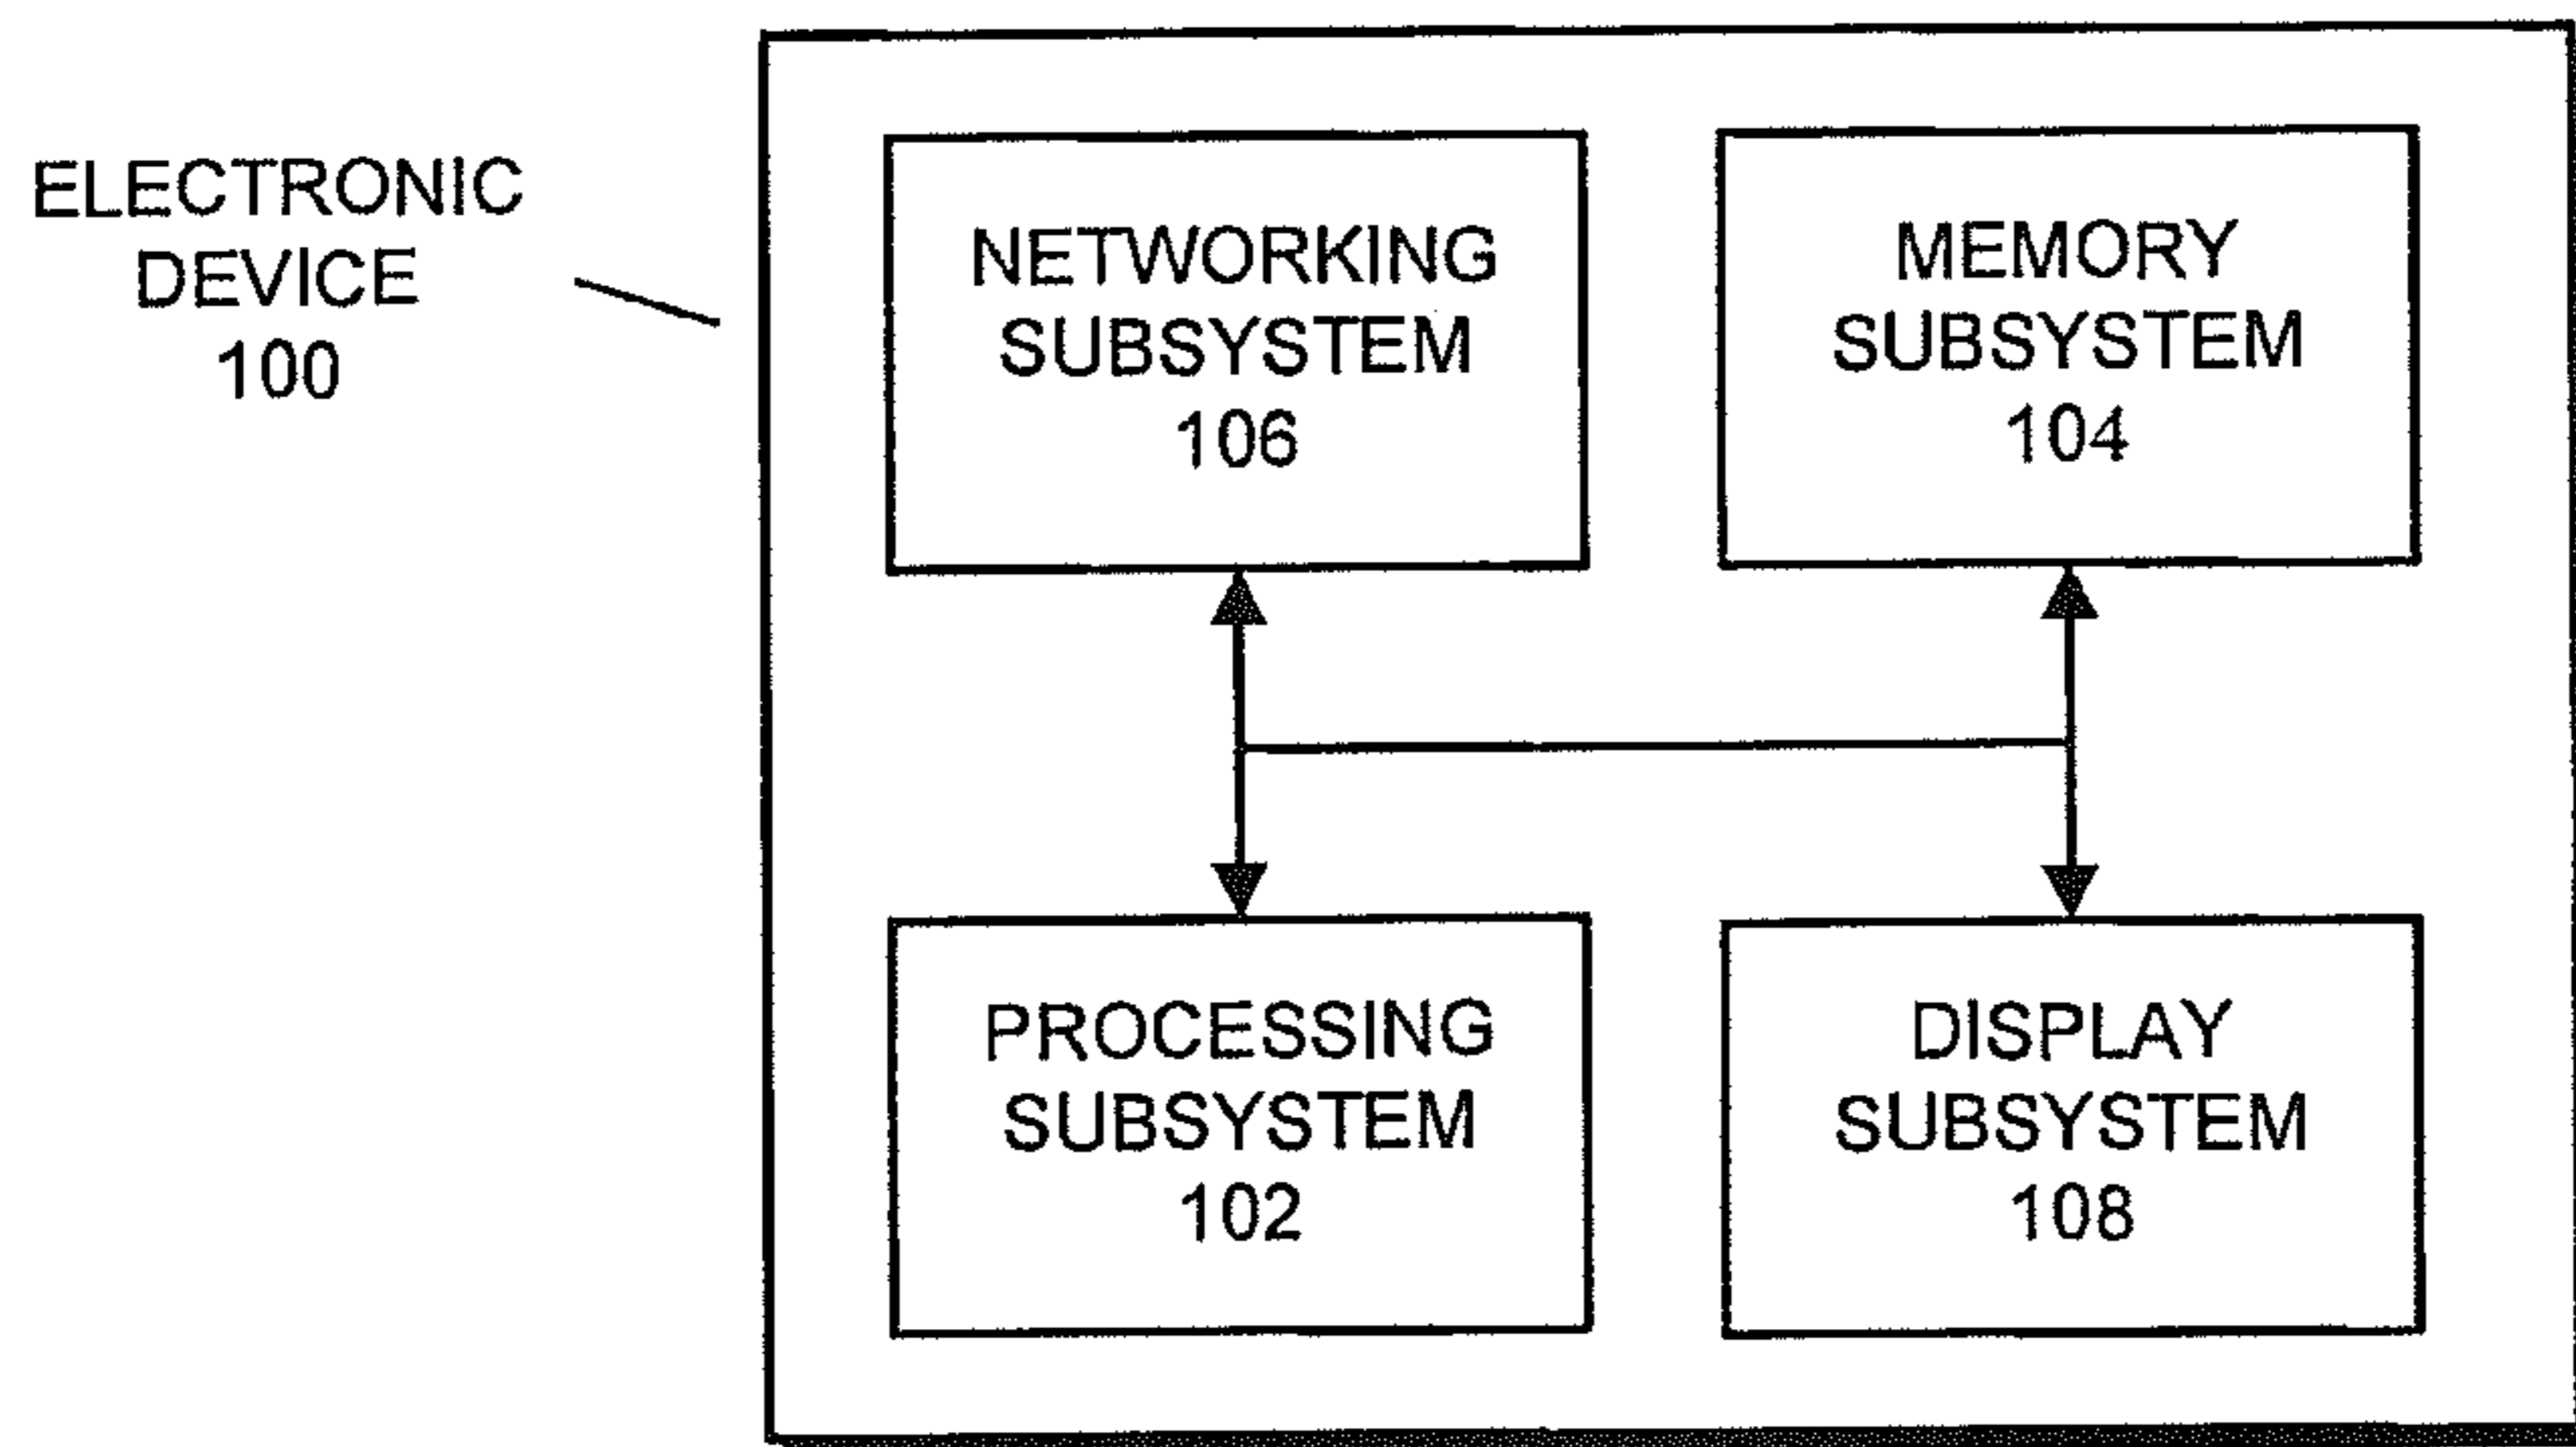 ELECTRONIC
DEVICE
100
NETWORKING
SUBSYSTEM
106
MEMORY
SUBSYSTEM
104
PROCESSING
SUBSYSTEM
102
DISPLAY
SUBSYSTEM
108